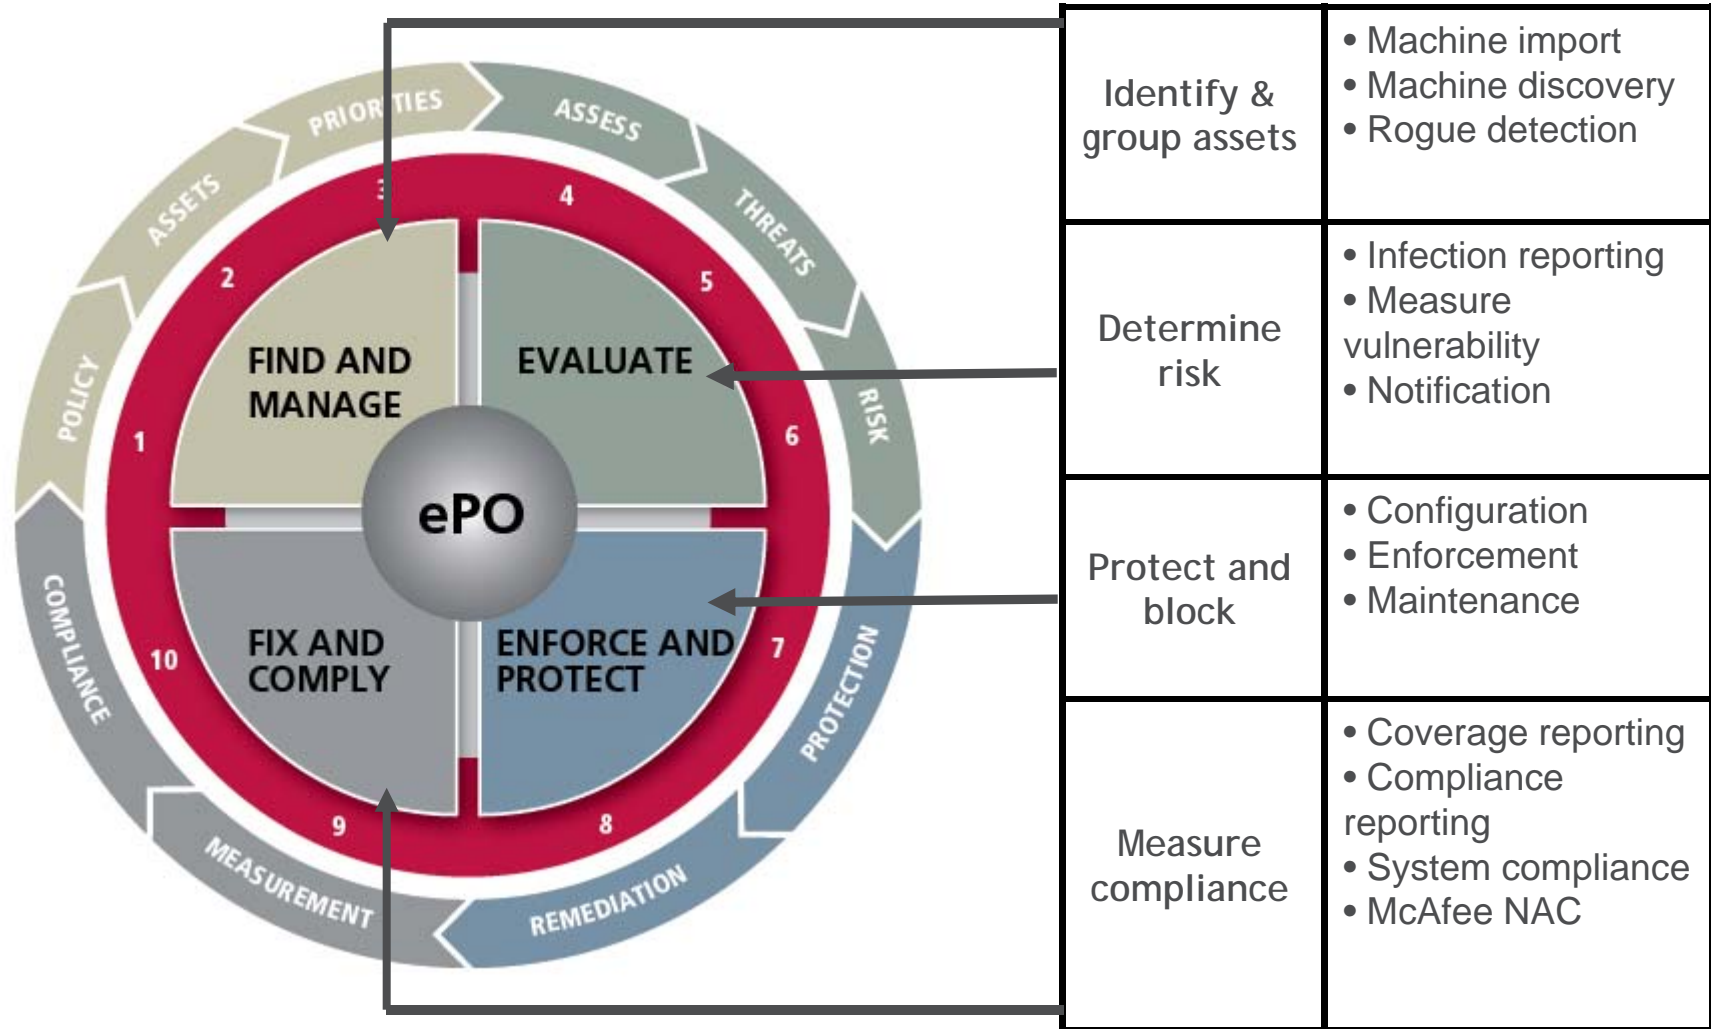 PRIORITIES
ASSESS
ASSETS
THREATS
POLICY
RISK
COMPLIANCE
PROTECTION
MEASUREMENT
REMEDIATION
1
2
3
4
5
6
7
8
9
10
FIND AND
MANAGE
EVALUATE
ePO
FIX AND
COMPLY
ENFORCE AND
PROTECT
Identify &
group assets
• Machine import
• Machine discovery
• Rogue detection
Determine
risk
• Infection reporting
• Measure
vulnerability
• Notification
Protect and
block
• Configuration
• Enforcement
• Maintenance
Measure
compliance
• Coverage reporting
• Compliance
reporting
• System compliance
• McAfee NAC